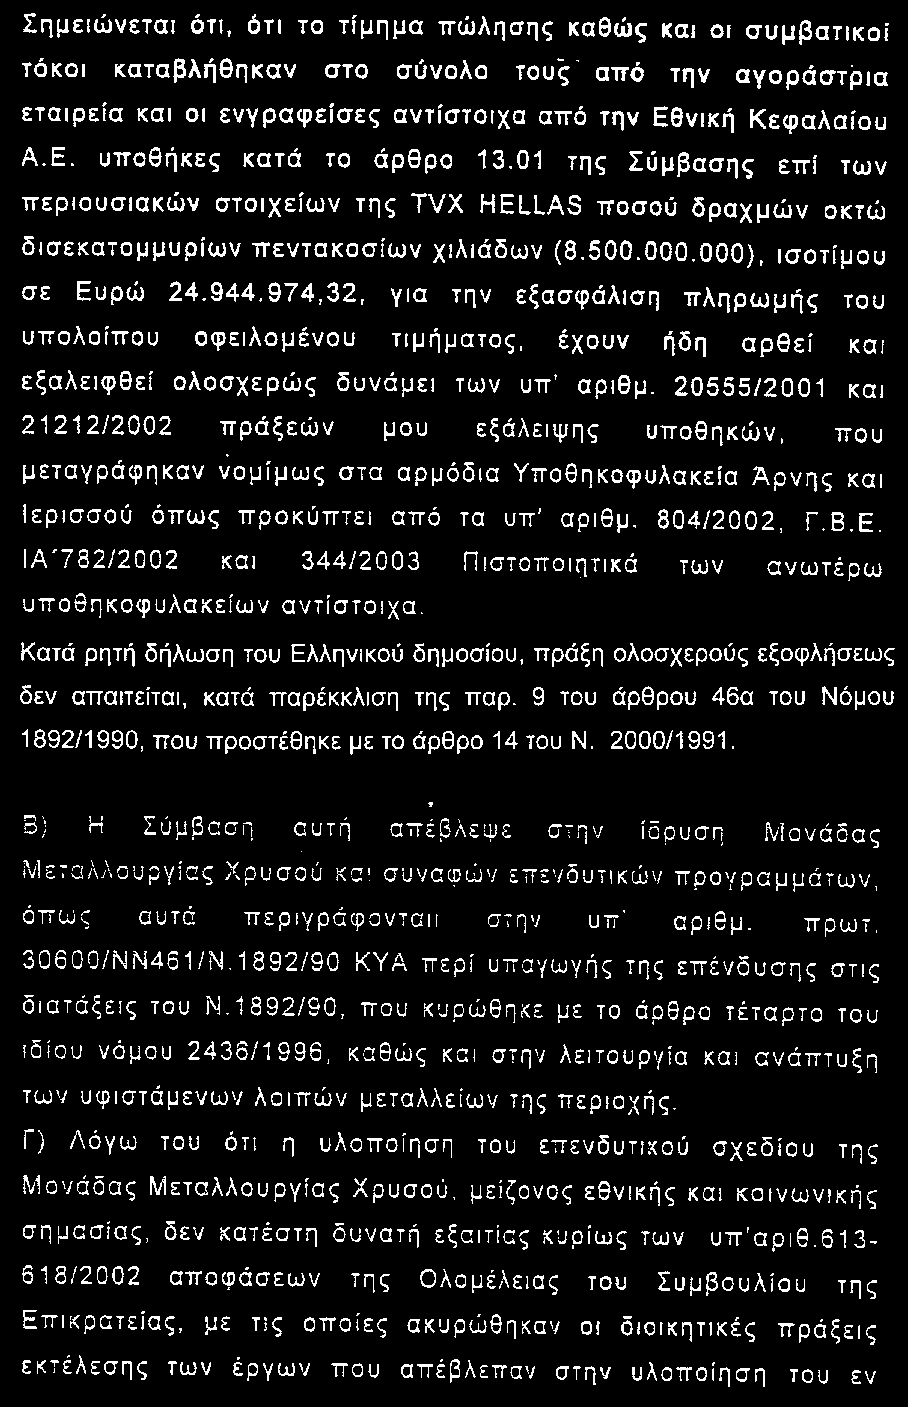 Σημειώνεται ότι, ότι το τίμημα πώλησης καθώς και οι συμβατικοί
τόκοι καταβλήθηκαν στο σύνολο τους από την αγοράστρια
εταιρεία και οι ενγραφείσες αντίστοιχα από την Εθνική Κεφαλαίου
Α.Ε. υποθήκες κατά το άρθρο 13.01 της Σύμβασης επί των
περιουσιακών στοιχείων της TVX HELLAS ποσού δραχμών οκτώ
δισεκατομμυρίων πεντακοσίων χιλιάδων (8.500.000.000), ισοτίμου
σε Ευρώ 24.944.974,32, για την εξασφάλιση πληρωμής του
υπολοίπου οφειλομένου τιμήματος, έχουν ήδη αρθεί και
εξαλειφθεί ολοσχερώς δυνάμει των υπ' αριθμ. 20555/2001 και
21212/2002 πράξεών μου εξάλειψης υποθηκών, που
μεταγράφηκαν νομίμως στα αρμόδια Υποθηκοφυλακεία Άρνης και
Ιερισσού όπως προκύπτει από τα υπ' αριθμ. 804/2002, Γ.Β.Ε.
ΙΑ'782/2002 και 344/2003 Πιστοποιητικά των ανωτέρω
υποθηκοφυλακείων αντίστοιχα.
Κατά ρητή δήλωση του Ελληνικού δημοσίου, πράξη ολοσχερούς εξοφλήσεως
δεν απαιτείται, κατά παρέκκλιση της παρ. 9 του άρθρου 46α του Νόμου
1892/1990, που προστέθηκε με το άρθρο 14 του Ν. 2000/1991.
Β) Η Σύμβαση αυτή απέβλεψε στην ίδρυση Μονάδας
Μεταλλουργίας Χρυσού και συναφών επενδυτικών προγραμμάτων,
όπως αυτά περιγράφονταιι στην υπ' αριθμ. πρωτ.
30600/ΝΝ461/Ν.1892/90 ΚΥΑ περί υπαγωγής της επένδυσης στις
διατάξεις του Ν.1892/90, που κυρώθηκε με το άρθρο τέταρτο του
ιδίου νόμου 2436/1996, καθώς και στην λειτουργία και ανάπτυξη
των υφιστάμενων λοιπών μεταλλείων της περιοχής.
Γ) Λόγω του ότι η υλοποίηση του επενδυτικού σχεδίου της
Μονάδας Μεταλλουργίας Χρυσού, μείζονος εθνικής και κοινωνικής
σημασίας, δεν κατέστη δυνατή εξαιτίας κυρίως των υπ'αριθ.613-
618/2002 αποφάσεων της Ολομέλειας του Συμβουλίου της
Επικρατείας, με τις οποίες ακυρώθηκαν οι διοικητικές πράξεις
εκτέλεσης των έργων που απέβλεπαν στην υλοποίηση του εν